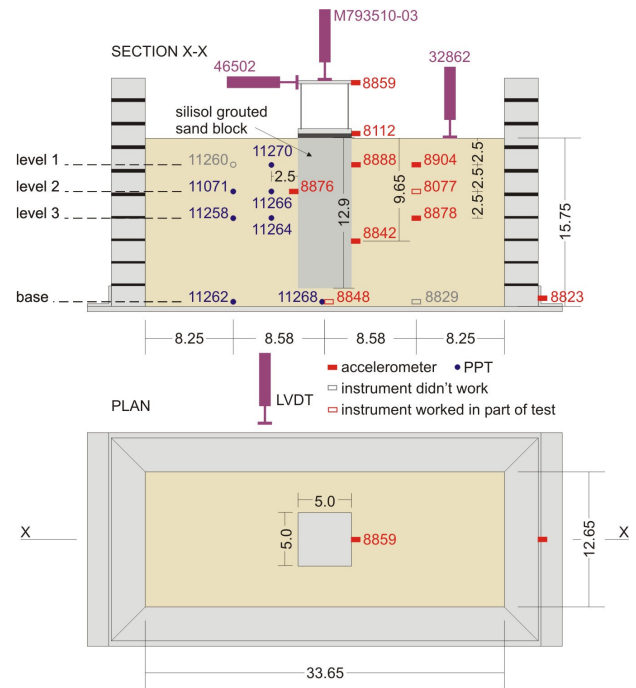 M793510-03
SECTION X-X
46502
32862
8859
silisol grouted
sand block
8112
level 1
11260
11270
8888
8904
2.5
level 2
11071
2.5
8876
8077
2.5
level 3
11258
11266
11264
12.9
9.65
8878
2.5
15.75
8842
base
11262
11268
8848
8829
8823
8.25
8.58
8.58
8.25
accelerometer
PPT
instrument didn't work
instrument worked in part of test
PLAN
LVDT
5.0
5.0
8859
X
X
12.65
33.65